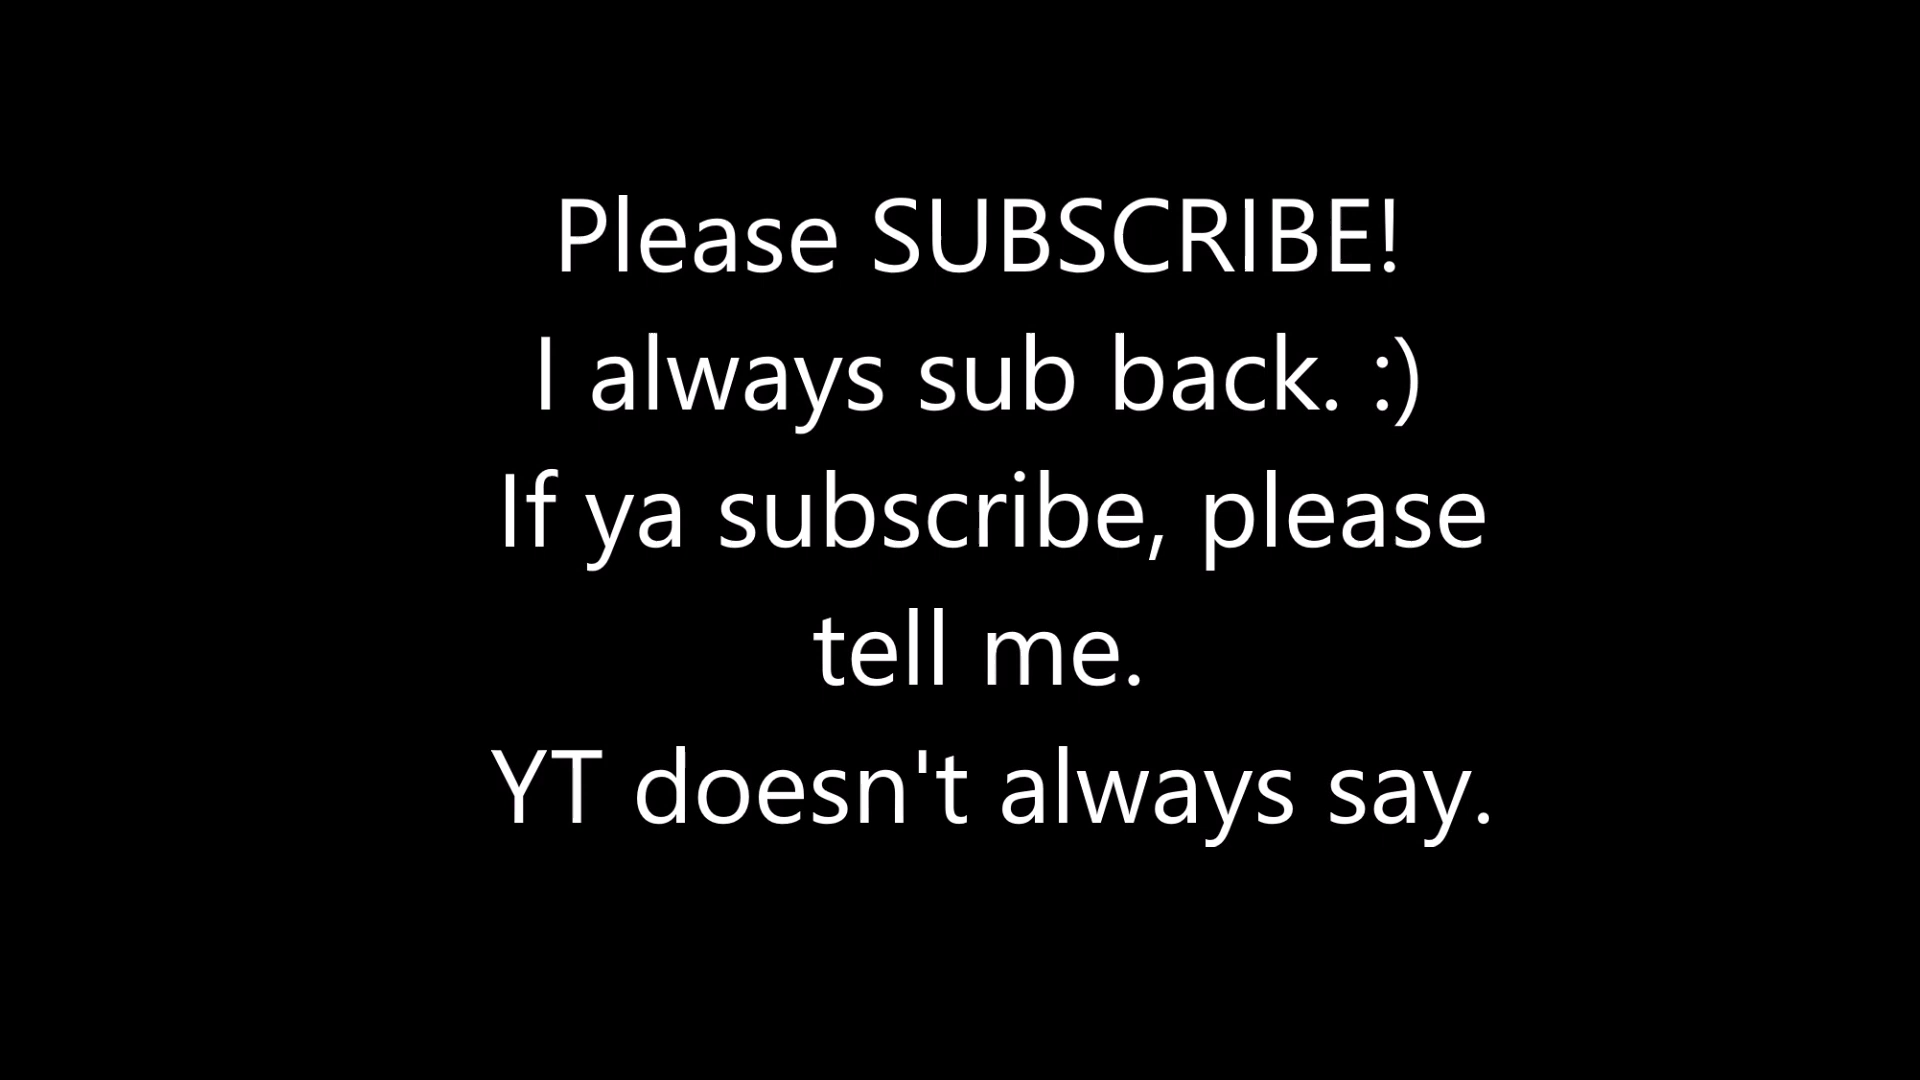 Please SUBSCRIBE!
I always sub back. :)
If ya subscribe, please
tell me.
YT doesn't always say.